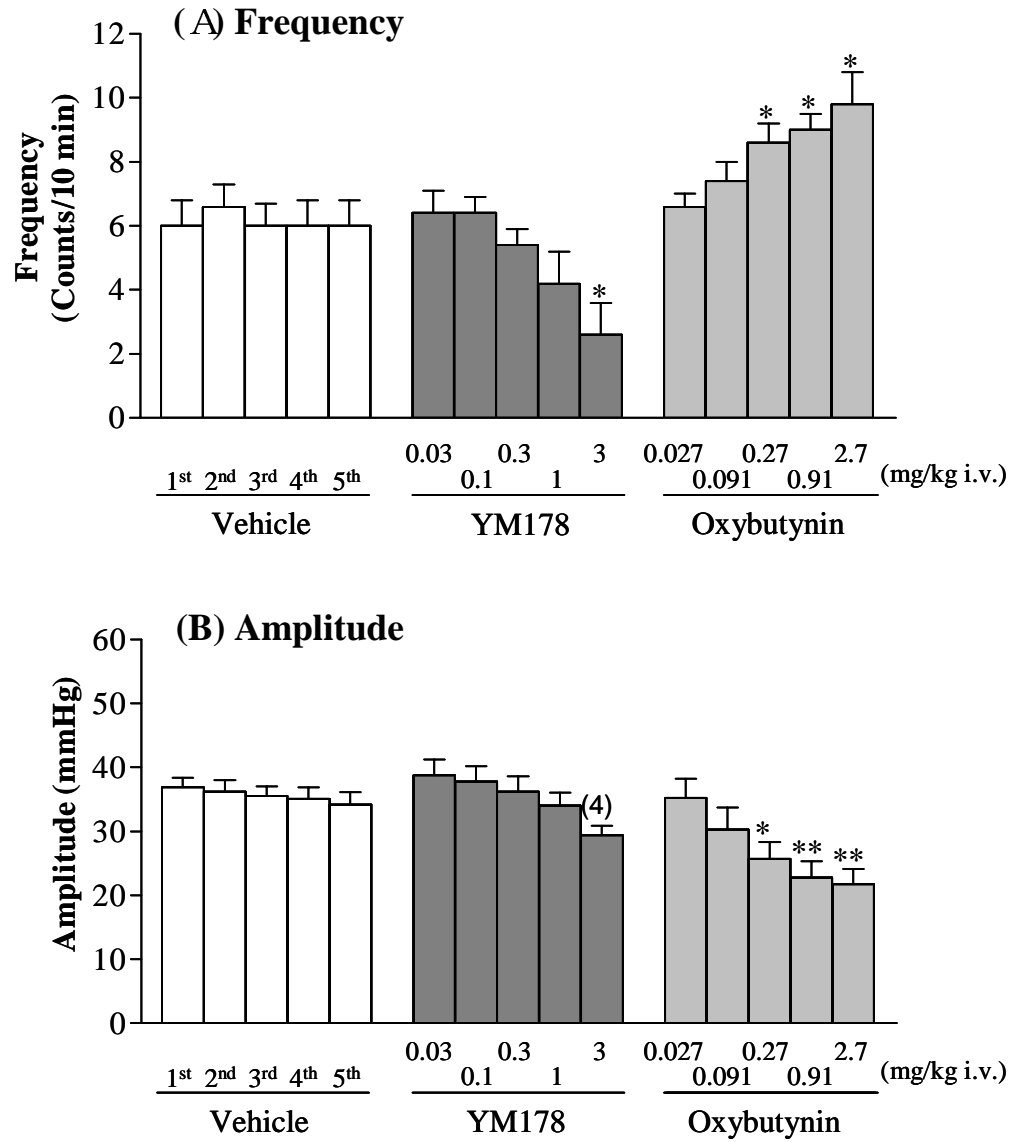 (A) Frequency
12
10
8
6
4
2
0
Frequency
(Counts/10 min)
*
* * *
0.03 0.3 3 0.027 0.27 2.7
1st 2nd 3rd 4th 5th 0.1 1 0.091 0.91 (mg/kg i.v.)
Vehicle YM178 Oxybutynin
(B) Amplitude
60
50
40
30
20
10
0
Amplitude (mmHg)
(4)
* ** **
0.03 0.3 3 0.027 0.27 2.7
1st 2nd 3rd 4th 5th 0.1 1 0.091 0.91 (mg/kg i.v.)
Vehicle YM178 Oxybutynin